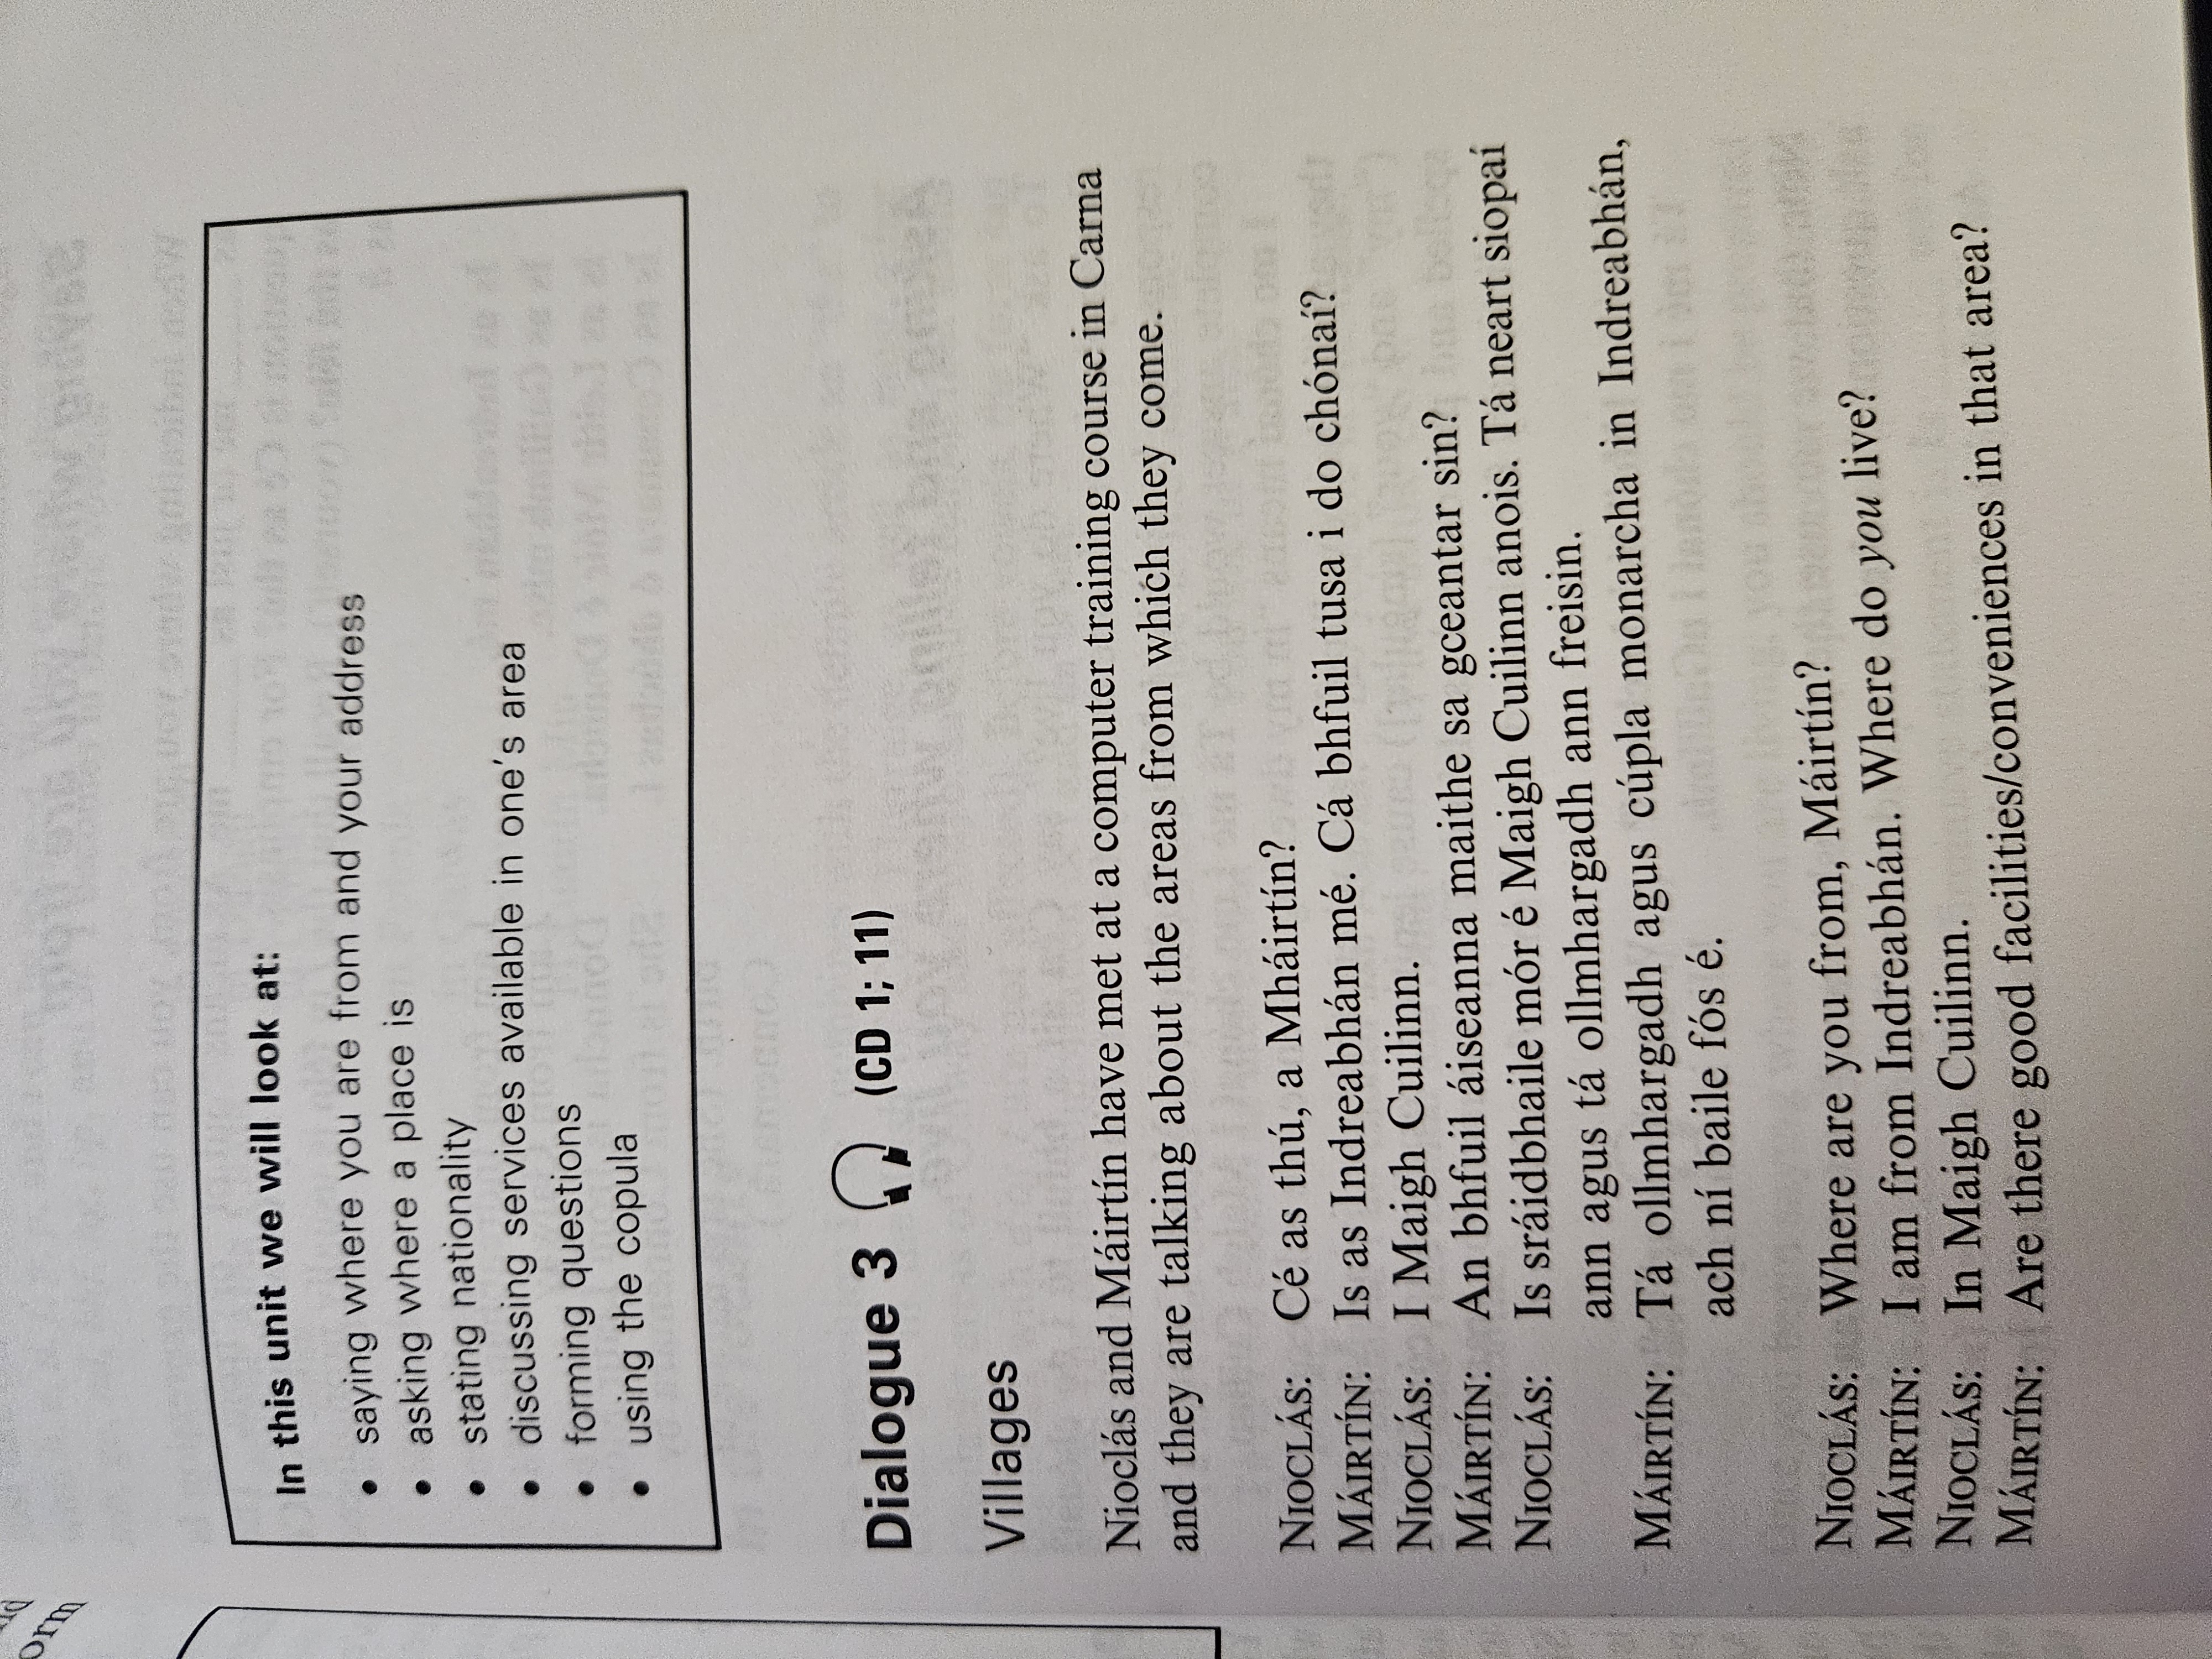 orm
In this unit we will look at:
• saying where you are from and your address
• asking where a place is
• stating nationality
• discussing services available in one's area
• forming questions
• using the copula
Dialogue 3 (CD 1; 11)
Villages
Nioclás and Máirtín have met at a computer training course in Carna
and they are talking about the areas from which they come.
NIOCLÁS: Cé as thú, a Mháirtín?
MÁIRTÍN: Is as Indreabhán mé. Cá bhfuil tusa i do chónaí?
NIOCLÁS: I Maigh Cuilinn.
MÁIRTÍN: An bhfuil áiseanna maithe sa gceantar sin?
NIOCLÁS: Is sráidbhaile mór é Maigh Cuilinn anois. Tá neart siopaí
ann agus tá ollmhargadh ann freisin.
MÁIRTÍN: Tá ollmhargadh agus cúpla monarcha in Indreabhán,
ach ní baile fós é.
NIOCLÁS: Where are you from, Máirtín?
MÁIRTÍN: I am from Indreabhán. Where do you live?
NIOCLÁS: In Maigh Cuilinn.
MÁIRTÍN: Are there good facilities/conveniences in that area?